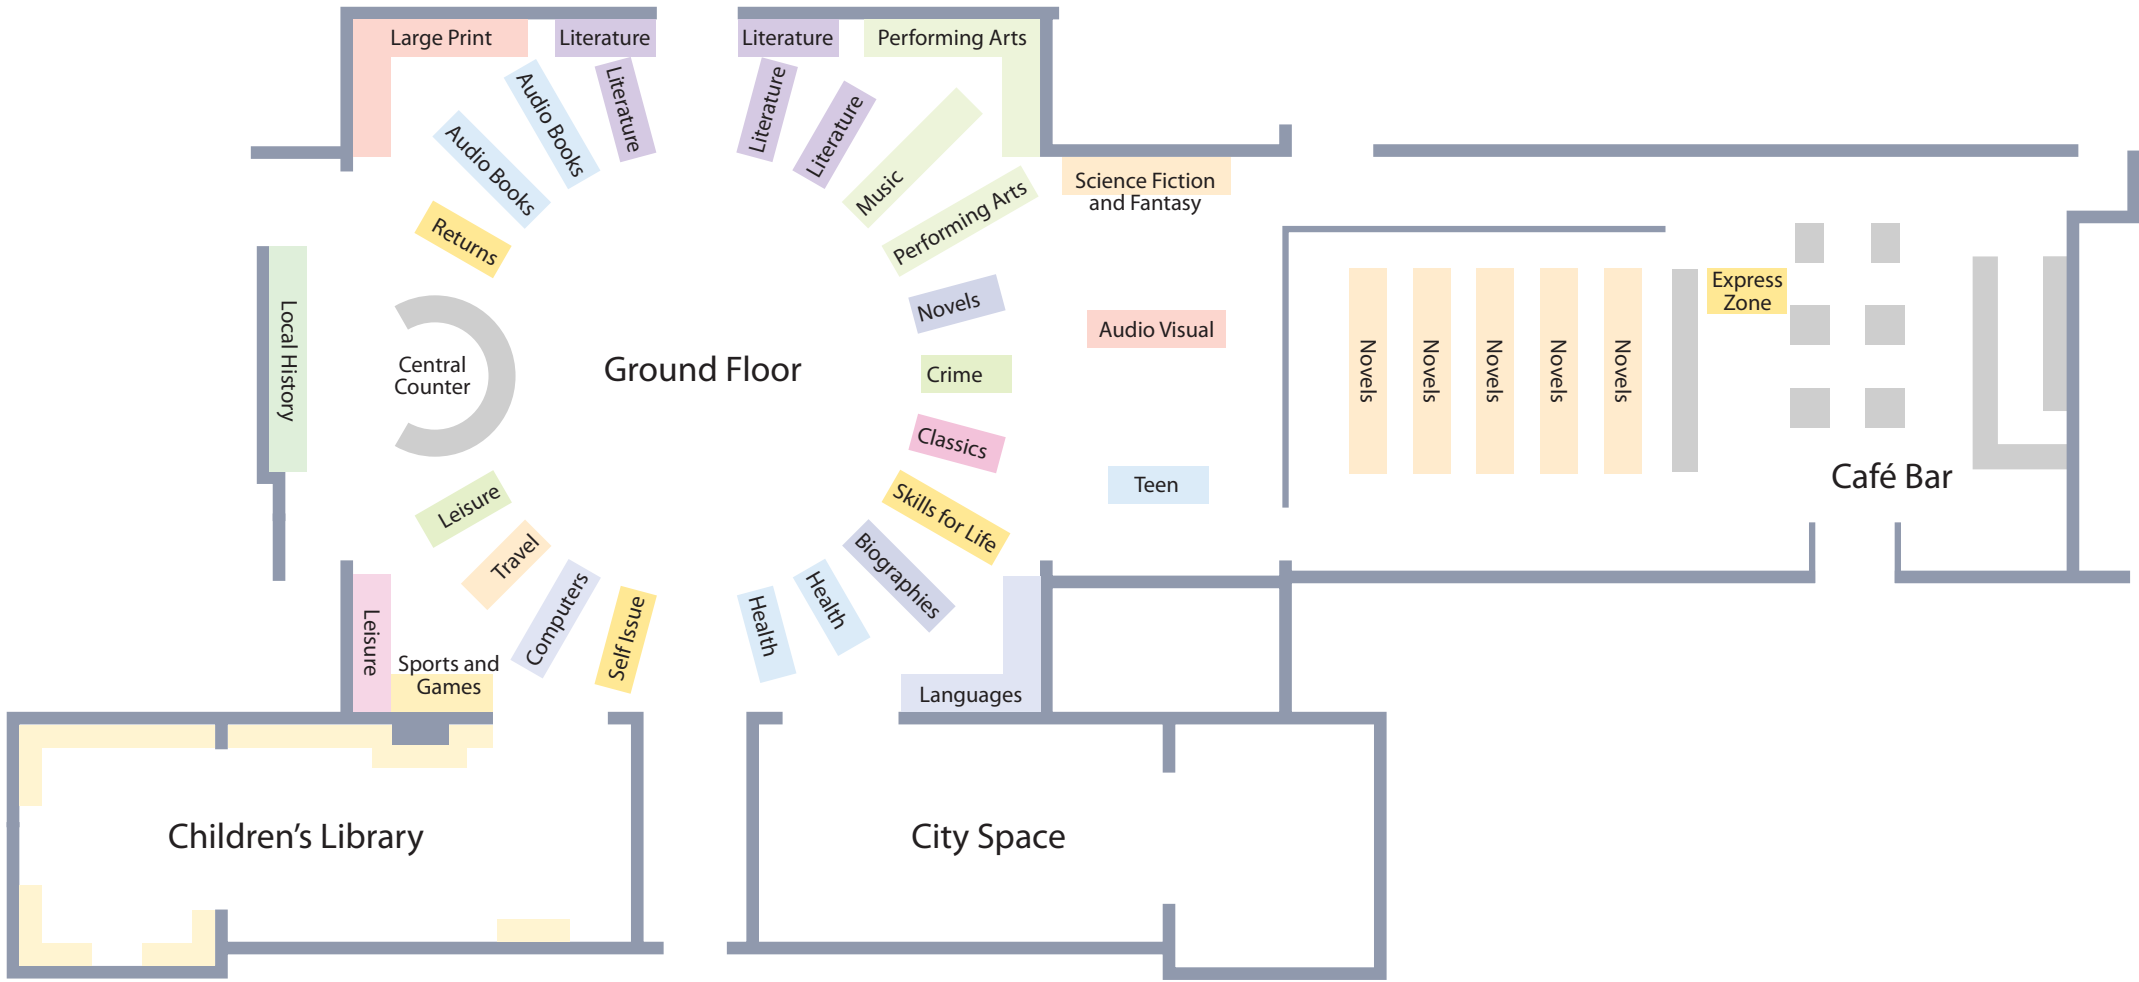 Large Print
Literature
Literature
Performing Arts
Audio Books
Literature
Literature
Literature
Audio Books
Music
Science Fiction
and Fantasy
Performing Arts
Returns
Novels
Express
Zone
Local History
Central
Counter
Ground Floor
Audio Visual
Crime
Novels
Novels
Novels
Novels
Novels
Classics
Café Bar
Teen
Leisure
Skills for Life
Travel
Biographies
Computers
Health
Health
Self Issue
Leisure
Sports and
Games
Languages
Children's Library
City Space